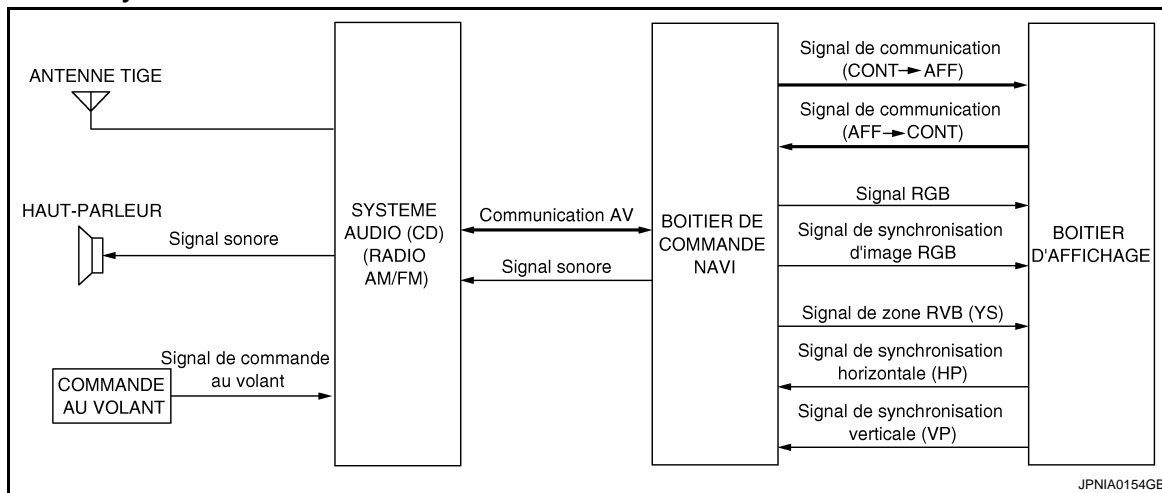 ANTENNE TIGE
HAUT-PARLEUR
Signal sonore
Signal de commande
au volant
COMMANDE
AU VOLANT
SYSTEME
AUDIO (CD)
(RADIO
AM/FM)
Communication AV
Signal sonore
BOITIER DE
COMMANDE
NAVI
Signal de communication
(CONT→AFF)
Signal de communication
(AFF→CONT)
Signal RGB
Signal de synchronisation
d'image RGB
Signal de zone RVB (YS)
Signal de synchronisation
horizontale (HP)
Signal de synchronisation
verticale (VP)
BOITIER
D'AFFICHAGE